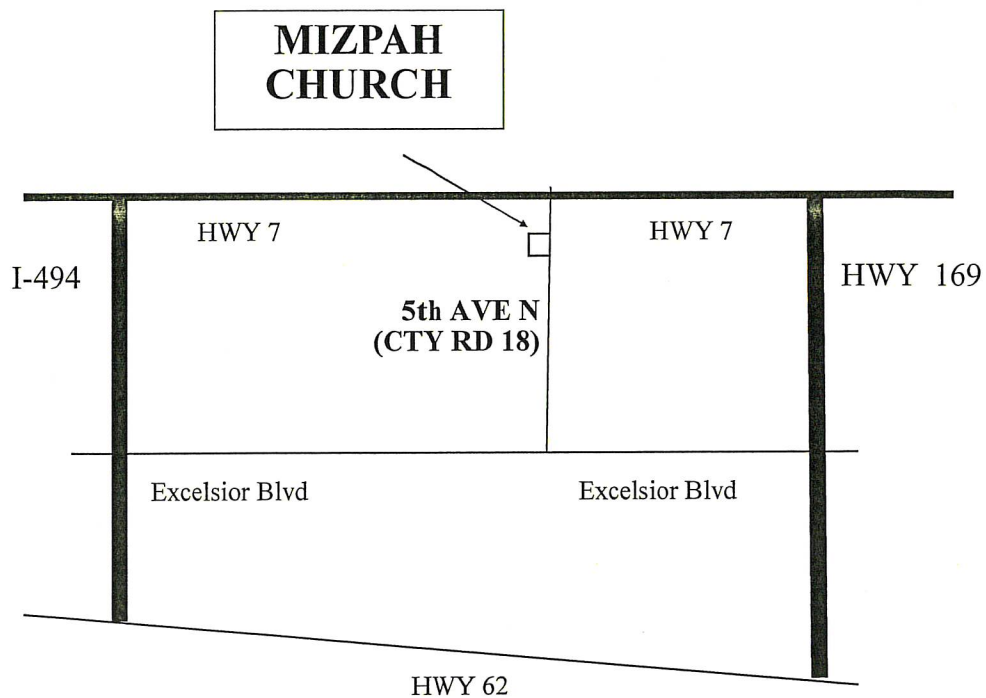 MIZPAH
CHURCH
HWY 7
HWY 7
I-494
HWY 169
5th AVE N
(CTY RD 18)
Excelsior Blvd
Excelsior Blvd
HWY 62